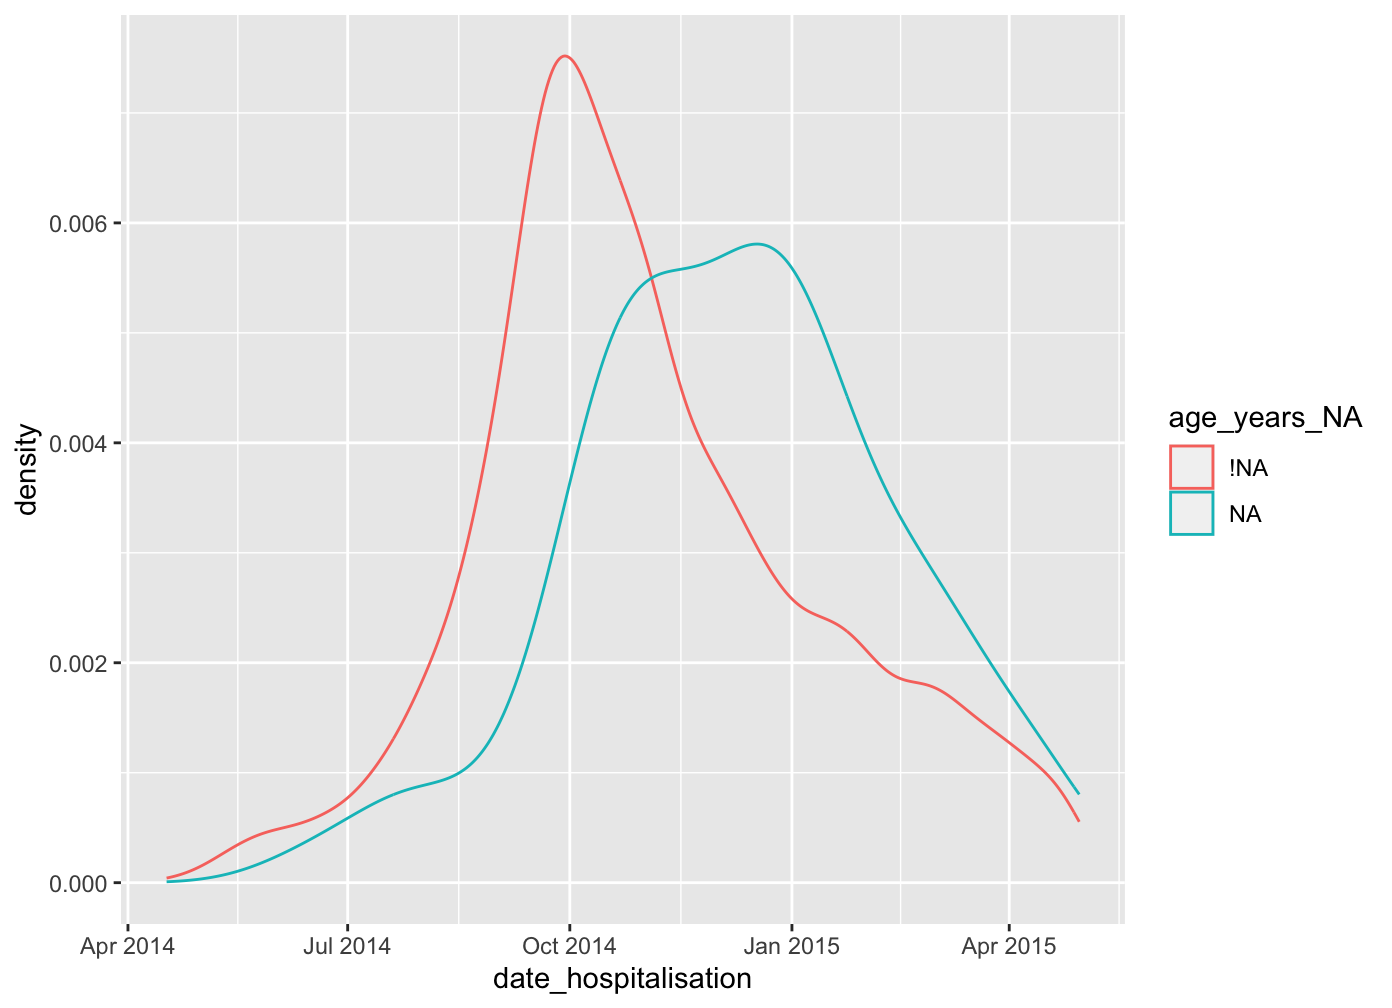 density
0.006
0.004
0.002
0.000
Apr 2014
Jul 2014
Oct 2014
Jan 2015
Apr 2015
date_hospitalisation
age_years_NA
!NA
NA